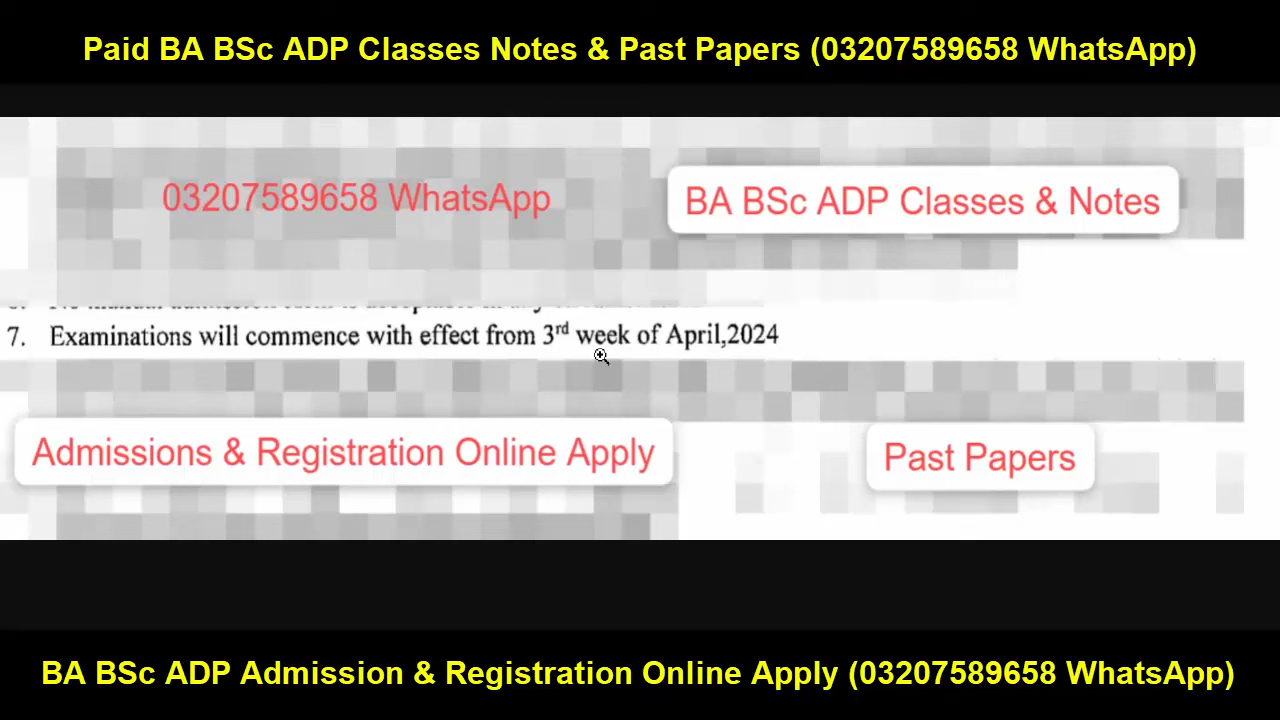 Paid BA BSc ADP Classes Notes & Past Papers (03207589658 WhatsApp)
03207589658 WhatsApp
BA BSc ADP Classes & Notes
7. Examinations will commence with effect from 3rd week of April,2024
Admissions & Registration Online Apply
Past Papers
BA BSc ADP Admission & Registration Online Apply (03207589658 WhatsApp)